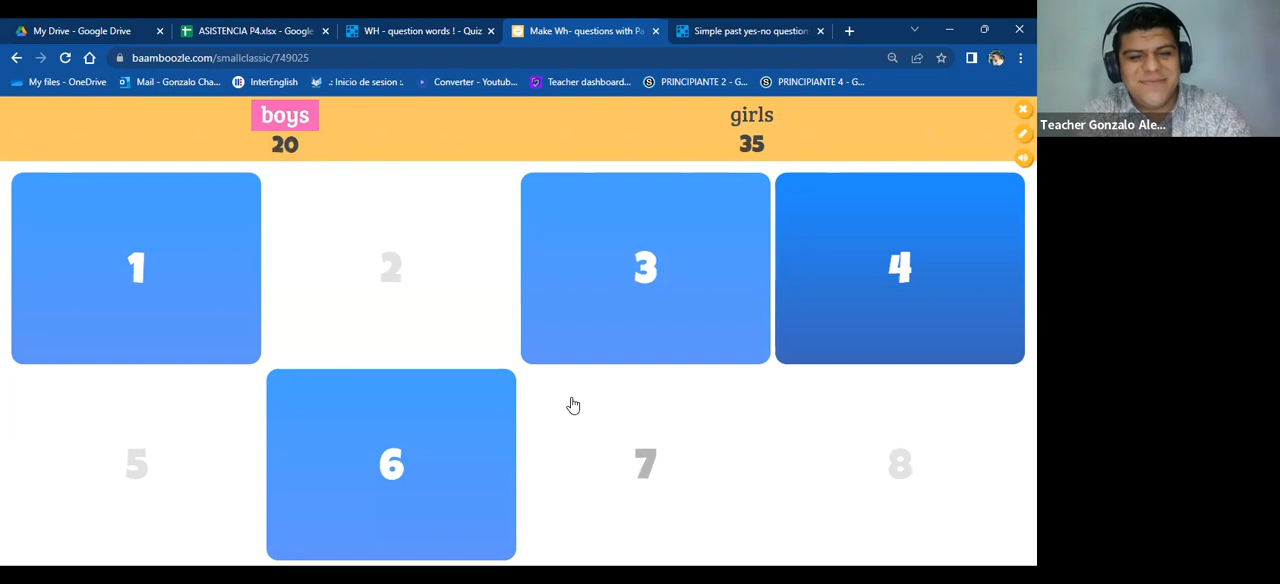 My Drive - Google Drive
ASISTENCIA P4.xlsx - Google
WH - question words ! - Quiz
Make Wh- questions with Pa
Simple past yes-no question
baamboozle.com/smallclassic/749025
My files - OneDrive
Mail - Gonzalo Cha...
InterEnglish
.: Inicio de sesion :.
Converter - Youtub...
Teacher dashboard...
PRINCIPIANTE 2 - G...
PRINCIPIANTE 4 - G...
boys
girls
20
35
Teacher Gonzalo Ale...
1
2
3
4
5
6
7
8